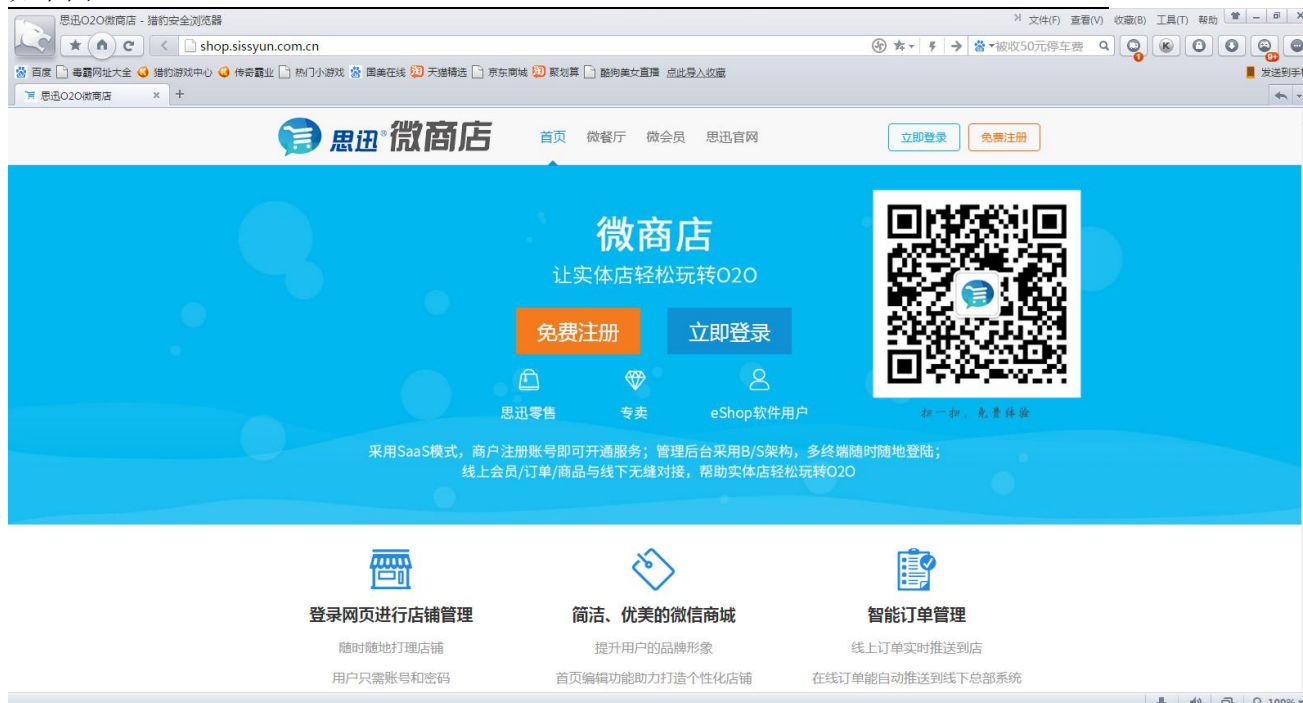 思迅O2O微商店 - 猎豹安全浏览器
文件(F) 查看(V) 收藏(B) 工具(T) 帮助
shop.sissyun.com.cn
被收50元停车费
百度 毒霸网址大全 猎豹游戏中心 传奇霸业 热门小游戏 国美在线 天猫精选 京东商城 聚划算 酷狗美女直播 点此导入收藏
发送到手
思迅O2O微商店 × +
思迅®微商店
首页 微餐厅 微会员 思迅官网
立即登录 免费注册
微商店
让实体店轻松玩转O2O
免费注册 立即登录
思迅零售 专卖 eShop软件用户
扫一扫，免费体验
采用SaaS模式，商户注册账号即可开通服务；管理后台采用B/S架构，多终端随时随地登陆；
线上会员/订单/商品与线下无缝对接，帮助实体店轻松玩转O2O
登录网页进行店铺管理 简洁、优美的微信商城 智能订单管理
随时随地打理店铺 提升用户的品牌形象 线上订单实时推送到店
用户只需账号和密码 首页编辑功能助力打造个性化店铺 在线订单能自动推送到线下总部系统
100%